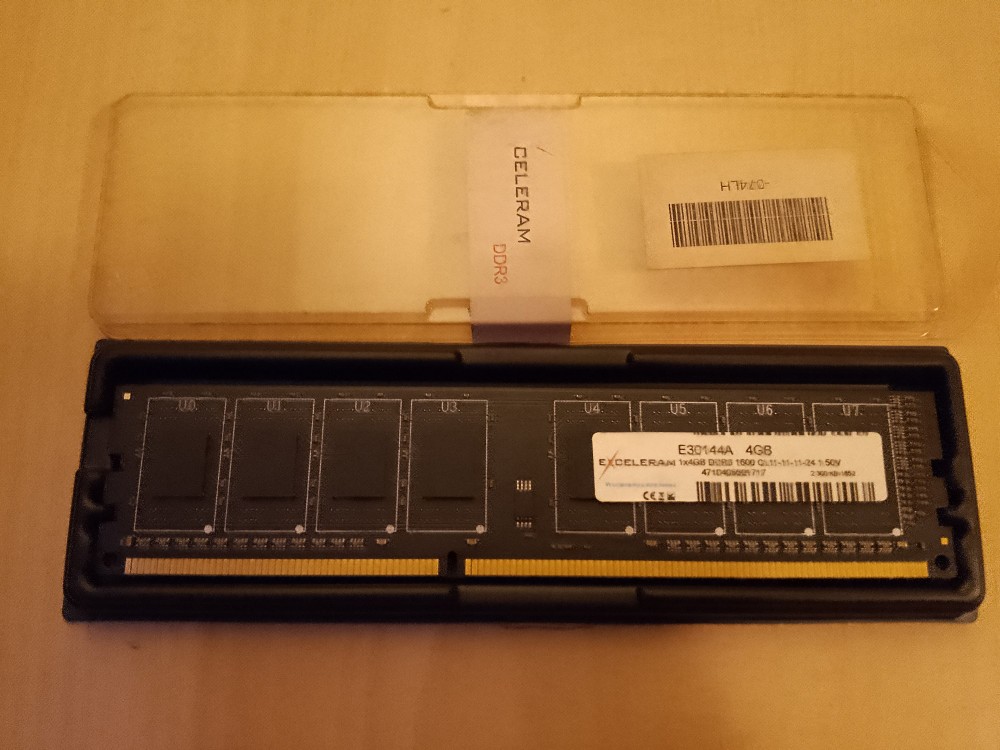 CELERAM
DDR3
-074LH
U0 U1 U2 U3 U4 U5 U6 U7
E30144A 4GB
EXCELERAM 1x4GB DDR3 1600 CL11-11-11-24 1.50V
CE